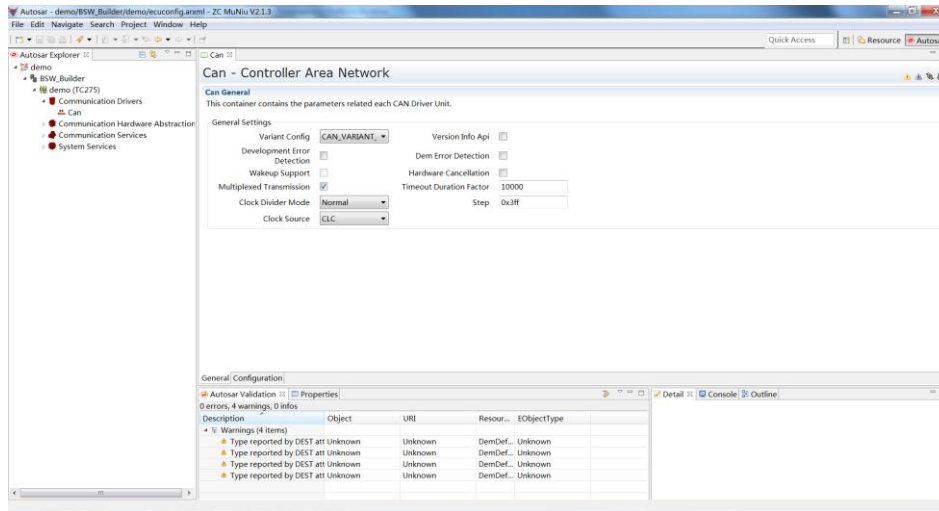 Autosar - demo/BSW_Builder/demo/ecuconfig.arxml - ZC MuNiu V2.1.3
File Edit Navigate Search Project Window Help
Quick Access
Resource
Autosa
Autosar Explorer
demo
BSW_Builder
demo (TC275)
Communication Drivers
Can
Communication Hardware Abstraction
Communication Services
System Services
Can
Can - Controller Area Network
Can General
This container contains the parameters related each CAN Driver Unit.
General Settings
Variant Config CAN_VARIANT_ Version Info Api
Development Error Detection Dem Error Detection
Wakeup Support Hardware Cancellation
Multiplexed Transmission Timeout Duration Factor 10000
Clock Divider Mode Normal Step 0x3ff
Clock Source CLC
General Configuration
Autosar Validation Properties
0 errors, 4 warnings, 0 infos
Description Object URI Resour... EObjectType
Warnings (4 items)
Type reported by DEST att Unknown Unknown DemDef... Unknown
Type reported by DEST att Unknown Unknown DemDef... Unknown
Type reported by DEST att Unknown Unknown DemDef... Unknown
Type reported by DEST att Unknown Unknown DemDef... Unknown
Detail Console Outline